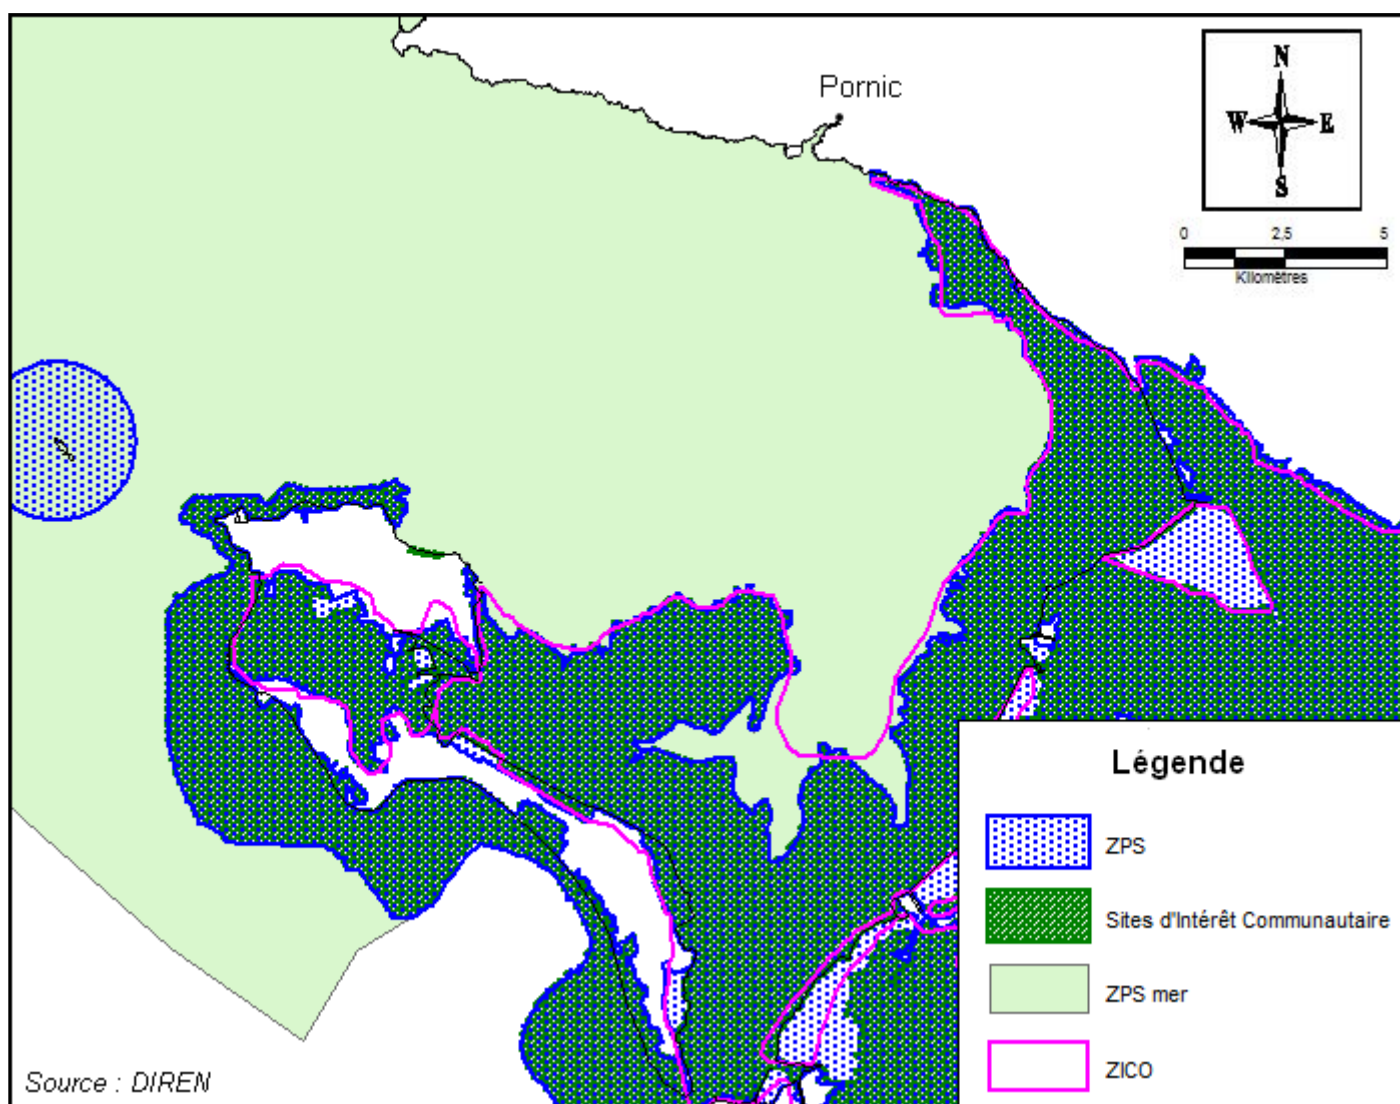 Pornic
N
W E
S
0 2,5 5
Kilomètres
Légende
ZPS
Sites d'Intérêt Communautaire
ZPS mer
ZICO
Source : DIREN